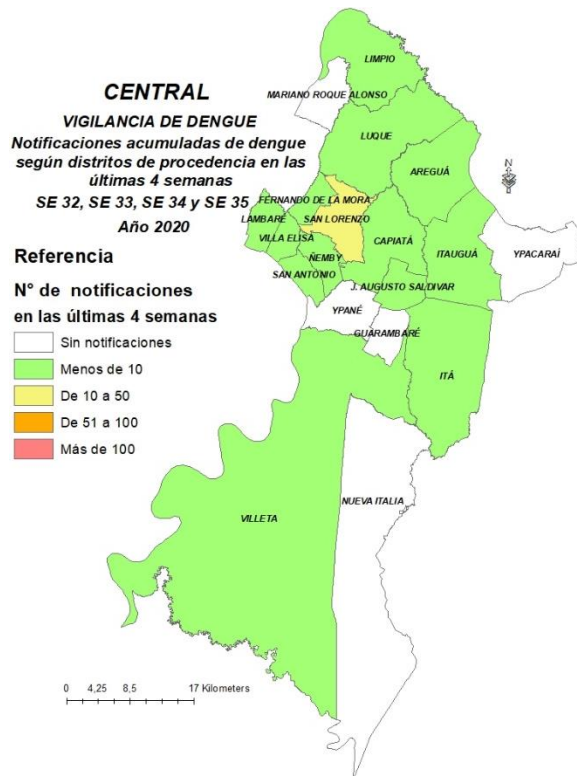 CENTRAL
VIGILANCIA DE DENGUE
Notificaciones acumuladas de dengue
según distritos de procedencia en las
últimas 4 semanas
SE 32, SE 33, SE 34 y SE 35
Año 2020
Referencia
N° de notificaciones
en las últimas 4 semanas
Sin notificaciones
Menos de 10
De 10 a 50
De 51 a 100
Más de 100
LIMPIO
MARIANO ROQUE ALONSO
LUQUE
AREGUÁ
N
FERNANDO DE LA MORA
LAMBARÉ
SAN LORENZO
VILLA ELISA
CAPIATÁ
ITAUGUÁ
YPACARAÍ
ÑEMBY
SAN ANTONIO
J. AUGUSTO SALDIVAR
YPANÉ
GUARAMBARÉ
ITÁ
NUEVA ITALIA
VILLETA
0 4,25 8,5 17 Kilometers